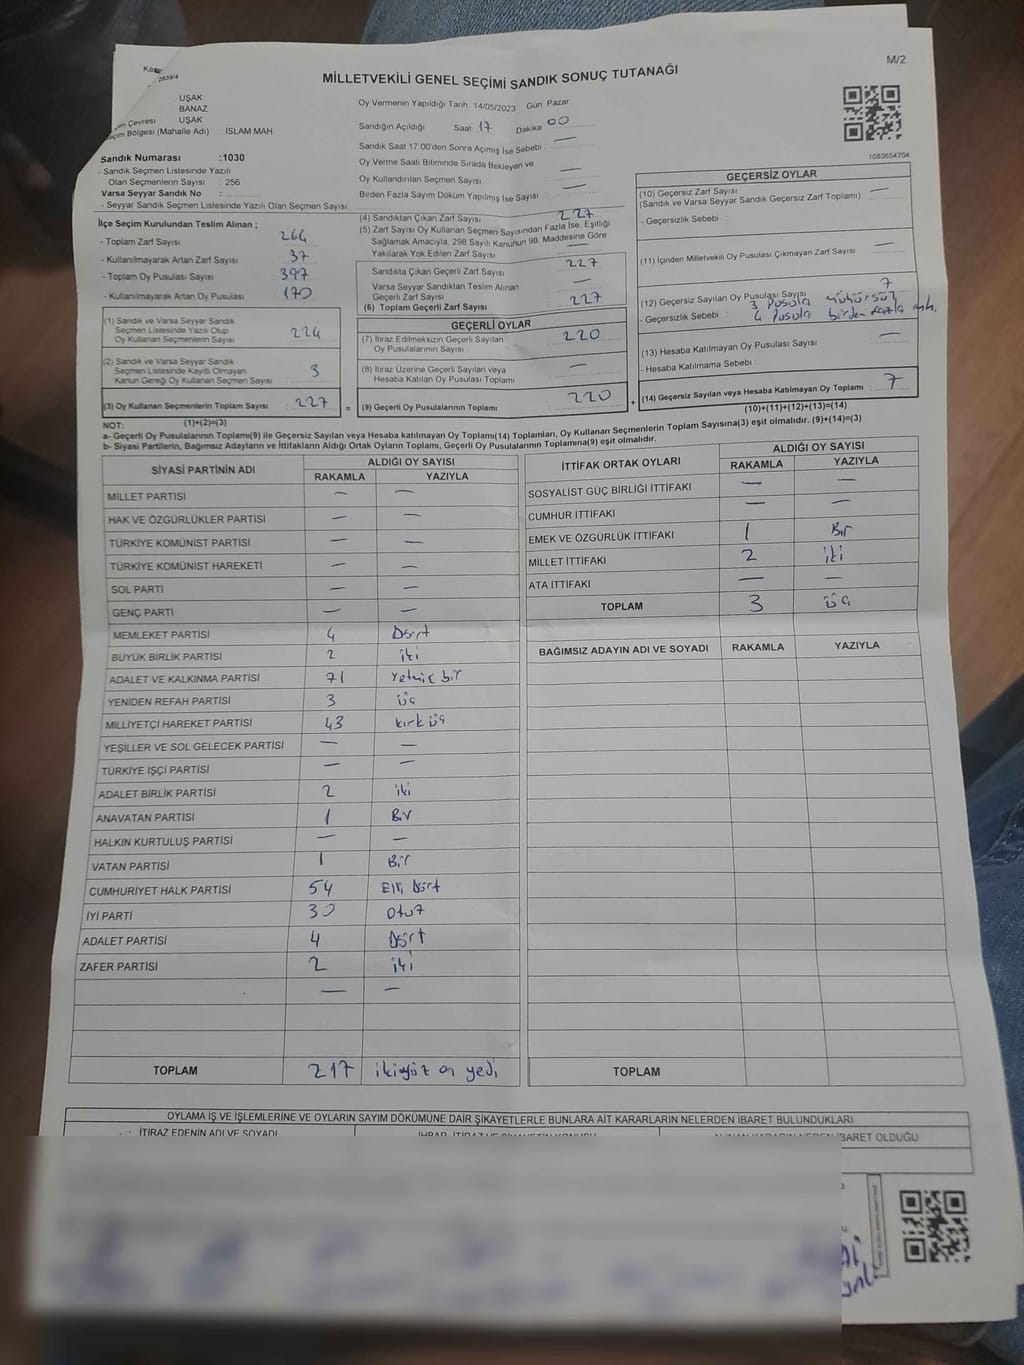 M/2
2839/4
MİLLETVEKİLİ GENEL SEÇİMİ SANDIK SONUÇ TUTANAĞI
UŞAK
BANAZ
Çevresi UŞAK
Bölgesi (Mahalle Adı) İSLAM MAH
Sandık Numarası :1030
- Sandık Seçmen Listesinde Yazılı
Olan Seçmenlerin Sayısı : 256
Varsa Seyyar Sandık No :
- Seyyar Sandık Seçmen Listesinde Yazılı Olan Seçmen Sayısı
İlçe Seçim Kurulundan Teslim Alınan ;
- Toplam Zarf Sayısı : 264
- Kullanılmayarak Artan Zarf Sayısı : 37
- Toplam Oy Pusulası Sayısı : 397
- Kullanılmayarak Artan Oy Pusulası : 170
(1) Sandık ve Varsa Seyyar Sandık
Seçmen Listesinde Yazılı Olup
Oy Kullanan Seçmenlerin Sayısı : 224
(2) Sandık ve Varsa Seyyar Sandık
Seçmen Listesinde Kayıtlı Olmayan
Kanun Gereği Oy Kullanan Seçmen Sayısı : 3
(3) Oy Kullanan Seçmenlerin Toplam Sayısı : 227
(1)+(2)=(3)
Oy Vermenin Yapıldığı Tarih 14/05/2023 Gün Pazar
Sandığın Açıldığı Saat 17 Dakika 00
Sandık Saat 17:00'den Sonra Açımış İse Sebebi : —
Oy Verme Saati Bitiminde Sırada Bekleyen ve
Oy Kullandırılan Seçmen Sayısı —
Birden Fazla Sayım Döküm Yapılmış İse Sayısı —
(4) Sandıktan Çıkan Zarf Sayısı 227
(5) Zarf Sayısı Oy Kullanan Seçmen Sayısından Fazla İse, Eşitliği
Sağlamak Amacıyla, 298 Sayılı Kanunun 98. Maddesine Göre
Yakılarak Yok Edilen Zarf Sayısı —
Sandıkta Çıkan Geçerli Zarf Sayısı : 227
Varsa Seyyar Sandıktan Teslim Alınan
Geçerli Zarf Sayısı : —
(6) Toplam Geçerli Zarf Sayısı : 227
GEÇERLİ OYLAR
(7) İtiraz Edilmeksizin Geçerli Sayılan
Oy Pusulalarının Sayısı : 220
(8) İtiraz Üzerine Geçerli Sayılan veya
Hesaba Katılan Oy Pusulası Toplamı : —
= (9) Geçerli Oy Pusulalarının Toplamı : 220
1083654704
GEÇERSİZ OYLAR
(10) Geçersiz Zarf Sayısı : —
(Sandık ve Varsa Seyyar Sandık Geçersiz Zarf Toplamı)
- Geçersizlik Sebebi :
(11) İçinden Milletvekili Oy Pusulası Çıkmayan Zarf Sayısı : —
(12) Geçersiz Sayılan Oy Pusulası Sayısı : 7
- Geçersizlik Sebebi : 3 Pusula mühürsüz
4 Pusula birden fazla
(13) Hesaba Katılmayan Oy Pusulası Sayısı : —
- Hesaba Katılmama Sebebi :
+ (14) Geçersiz Sayılan veya Hesaba Katılmayan Oy Toplamı : 7
(10)+(11)+(12)+(13)=(14)
NOT:
a- Geçerli Oy Pusulalarının Toplamı(9) ile Geçersiz Sayılan veya Hesaba katılmayan Oy Toplamı(14) Toplamları, Oy Kullanan Seçmenlerin Toplam Sayısına(3) eşit olmalıdır. (9)+(14)=(3)
b- Siyasi Partilerin, Bağımsız Adayların ve İttifakların Aldığı Ortak Oyların Toplamı, Geçerli Oy Pusulalarının Toplamına(9) eşit olmalıdır.
SİYASİ PARTİNİN ADI ALDIĞI OY SAYISI
RAKAMLA YAZIYLA
MİLLET PARTİSİ — —
HAK VE ÖZGÜRLÜKLER PARTİSİ — —
TÜRKİYE KOMÜNİST PARTİSİ — —
TÜRKİYE KOMÜNİST HAREKETİ — —
SOL PARTİ — —
GENÇ PARTİ — —
MEMLEKET PARTİSİ 4 Dört
BÜYÜK BİRLİK PARTİSİ 2 iki
ADALET VE KALKINMA PARTİSİ 71 Yetmiş bir
YENİDEN REFAH PARTİSİ 3 üç
MİLLİYETÇİ HAREKET PARTİSİ 43 kırk üç
YEŞİLLER VE SOL GELECEK PARTİSİ — —
TÜRKİYE İŞÇİ PARTİSİ — —
ADALET BİRLİK PARTİSİ 2 iki
ANAVATAN PARTİSİ 1 Bir
HALKIN KURTULUŞ PARTİSİ — —
VATAN PARTİSİ 1 Bir
CUMHURİYET HALK PARTİSİ 54 Elli Dört
İYİ PARTİ 30 Otuz
ADALET PARTİSİ 4 Dört
ZAFER PARTİSİ 2 iki
— —
TOPLAM 217 ikiyüz on yedi
İTTİFAK ORTAK OYLARI ALDIĞI OY SAYISI
RAKAMLA YAZIYLA
SOSYALİST GÜÇ BİRLİĞİ İTTİFAKI — —
CUMHUR İTTİFAKI — —
EMEK VE ÖZGÜRLÜK İTTİFAKI 1 Bir
MİLLET İTTİFAKI 2 iki
ATA İTTİFAKI — —
TOPLAM 3 üç
BAĞIMSIZ ADAYIN ADI VE SOYADI RAKAMLA YAZIYLA
TOPLAM
OYLAMA İŞ VE İŞLEMLERİNE VE OYLARIN SAYIM DÖKÜMÜNE DAİR ŞİKAYETLERLE BUNLARA AİT KARARLARIN NELERDEN İBARET BULUNDUKLARI
İTİRAZ EDENİN ADI VE SOYADI
İBARET OLDUĞU